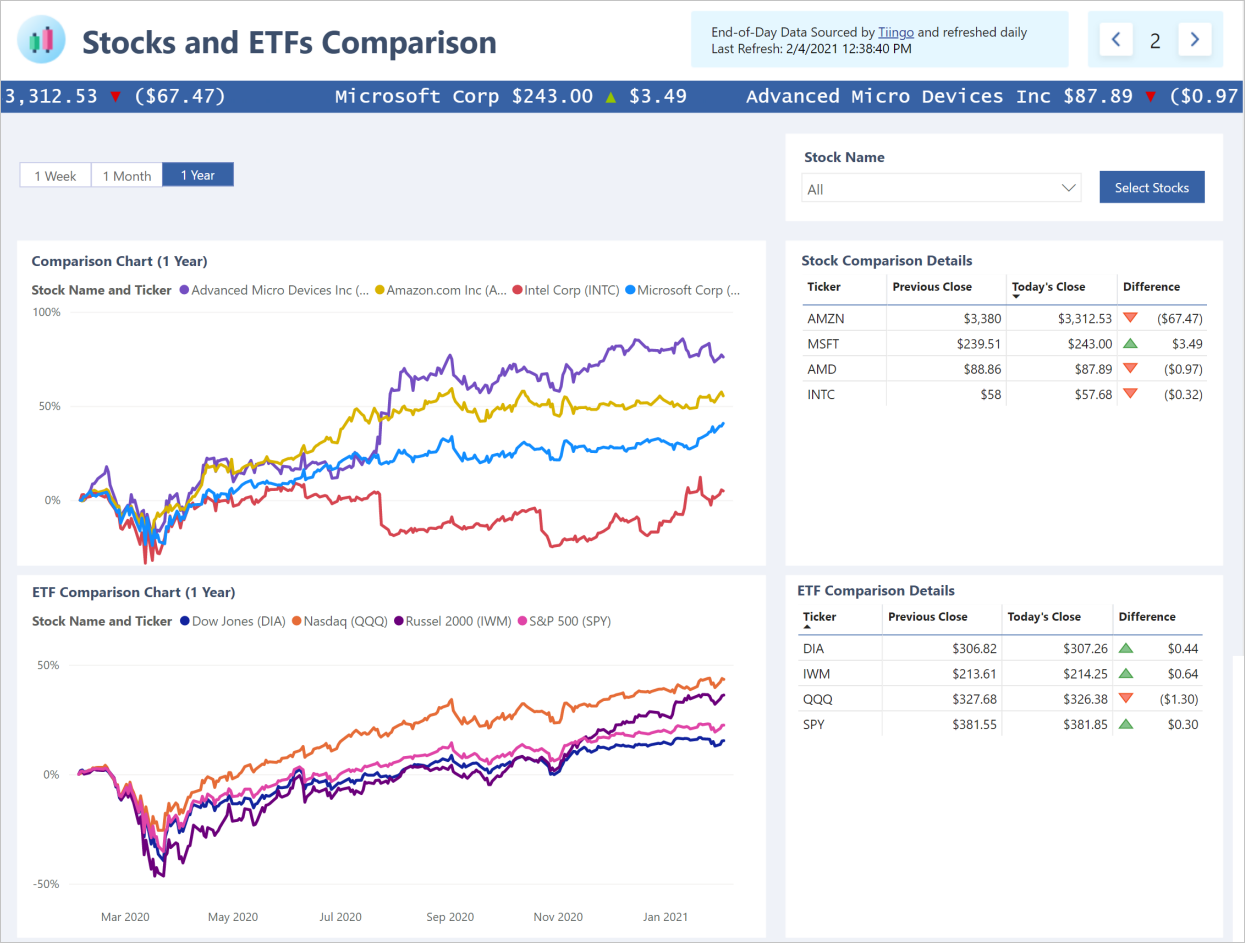 Stocks and ETFs Comparison
End-of-Day Data Sourced by Tiingo and refreshed daily
Last Refresh: 2/4/2021 12:38:40 PM
2
3,312.53 ▼ ($67.47) Microsoft Corp $243.00 ▲ $3.49 Advanced Micro Devices Inc $87.89 ▼ ($0.97
1 Week 1 Month 1 Year
Stock Name
All
Select Stocks
Comparison Chart (1 Year)
Stock Name and Ticker Advanced Micro Devices Inc (... Amazon.com Inc (A... Intel Corp (INTC) Microsoft Corp (...
100%
50%
0%
Stock Comparison Details
Ticker Previous Close Today's Close Difference
AMZN $3,380 $3,312.53 ($67.47)
MSFT $239.51 $243.00 $3.49
AMD $88.86 $87.89 ($0.97)
INTC $58 $57.68 ($0.32)
ETF Comparison Chart (1 Year)
Stock Name and Ticker Dow Jones (DIA) Nasdaq (QQQ) Russel 2000 (IWM) S&P 500 (SPY)
50%
0%
-50%
Mar 2020 May 2020 Jul 2020 Sep 2020 Nov 2020 Jan 2021
ETF Comparison Details
Ticker Previous Close Today's Close Difference
DIA $306.82 $307.26 $0.44
IWM $213.61 $214.25 $0.64
QQQ $327.68 $326.38 ($1.30)
SPY $381.55 $381.85 $0.30